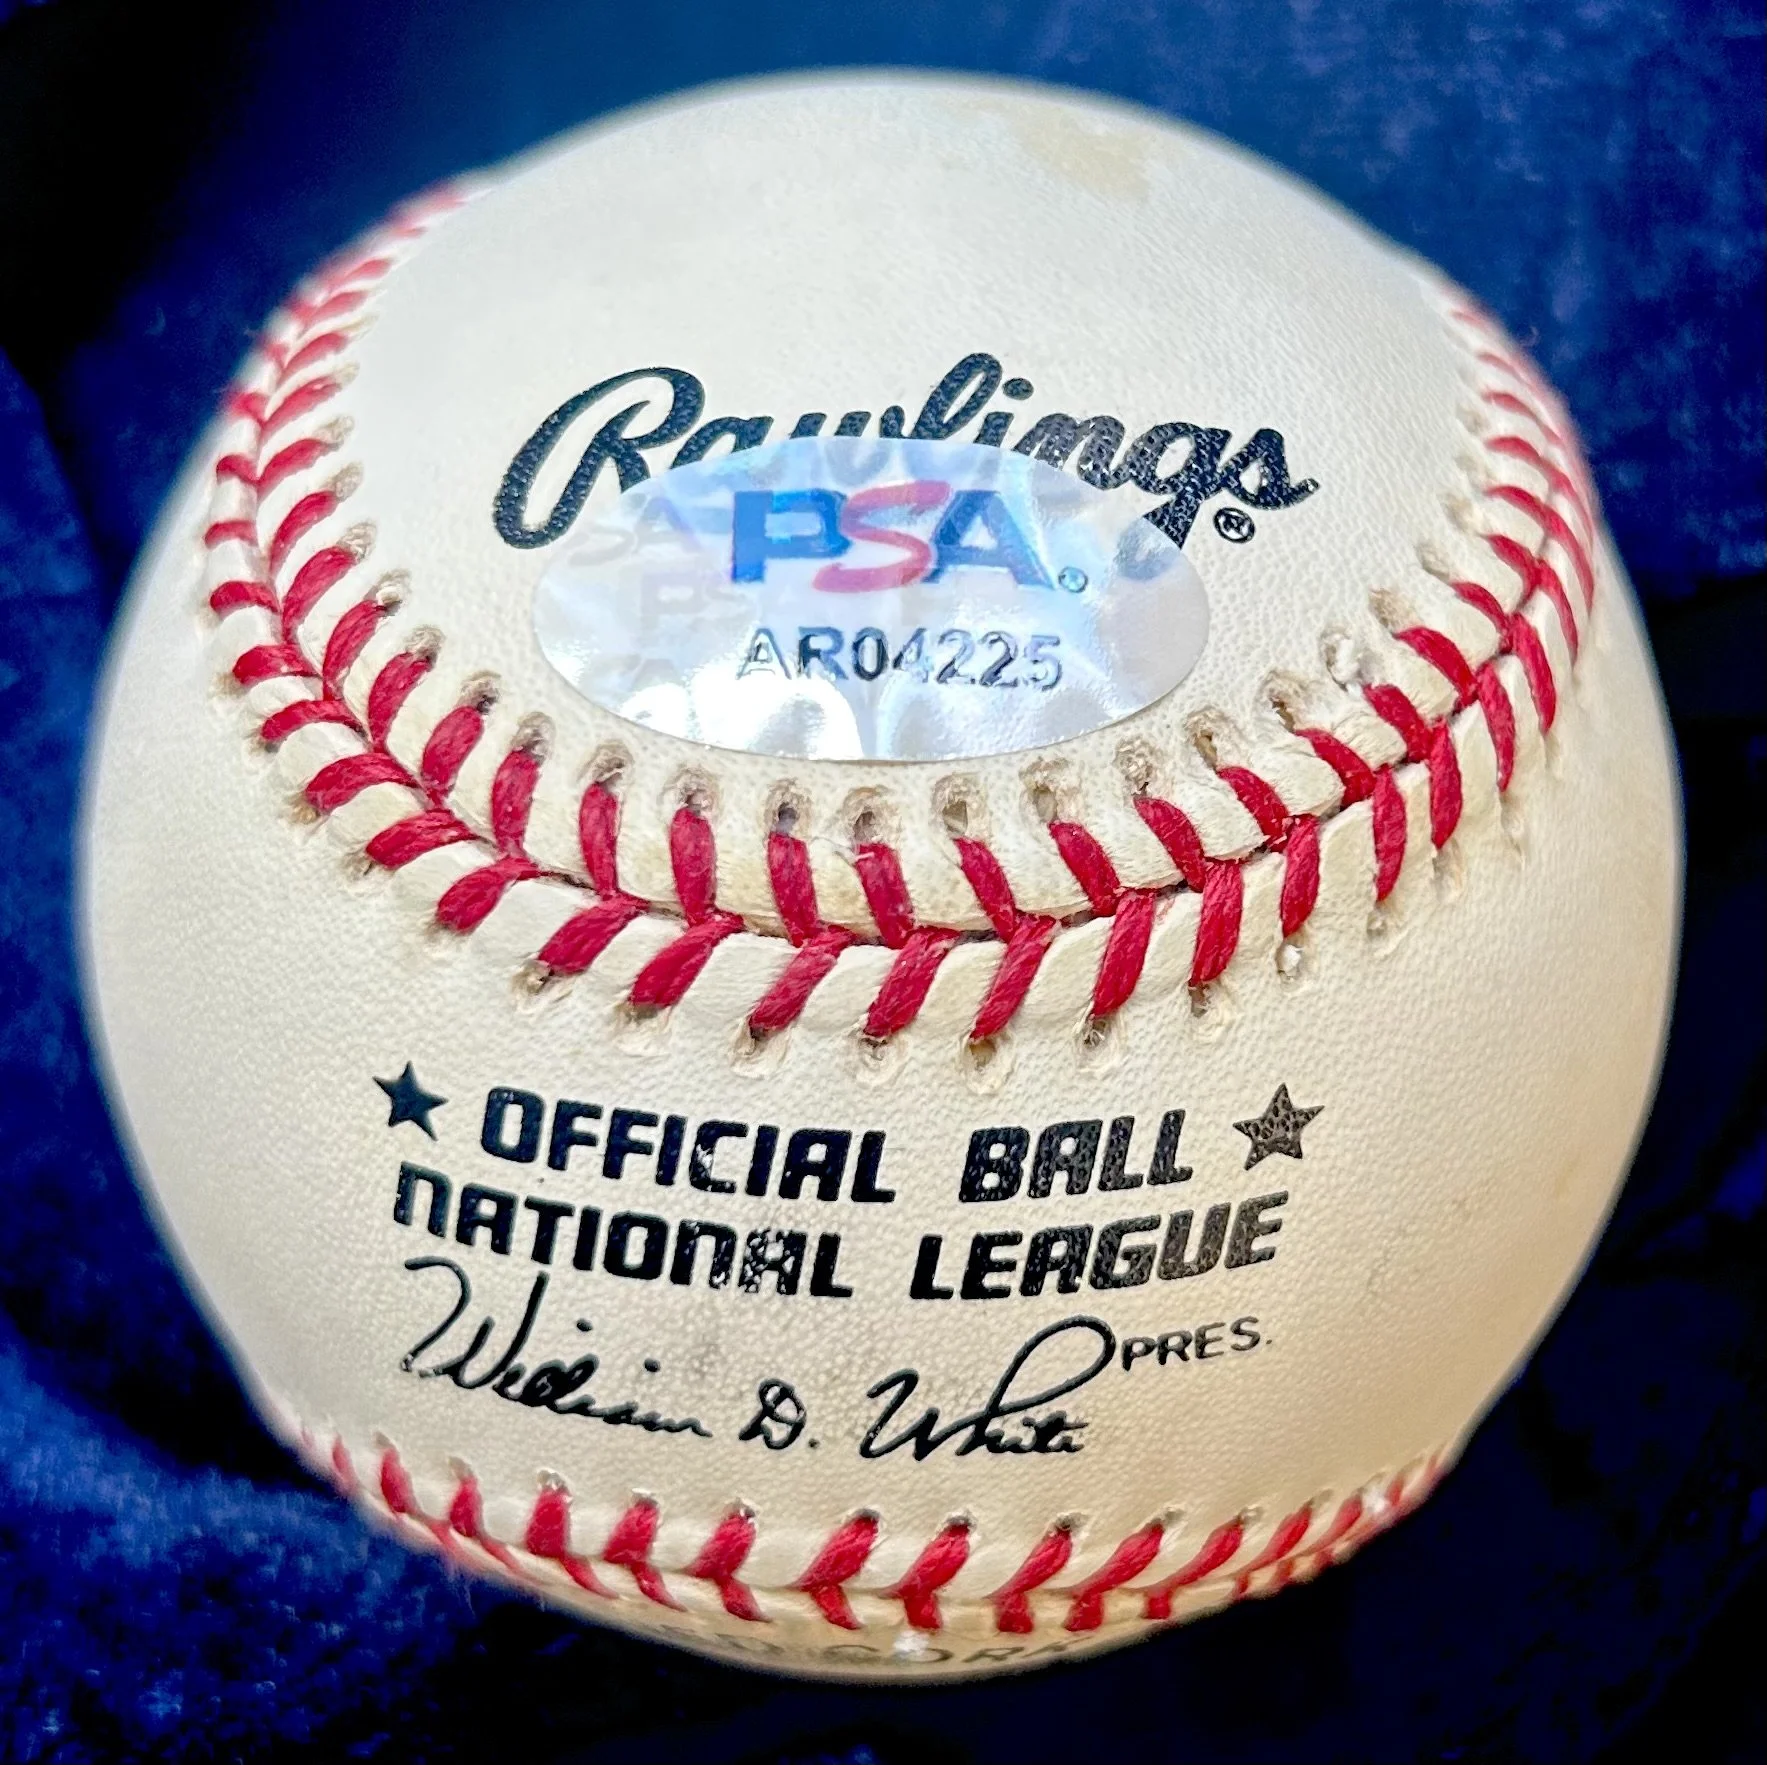 Rawlings ®
PSA®
AR04225
★ OFFICIAL BALL ★
NATIONAL LEAGUE
William D. White PRES.